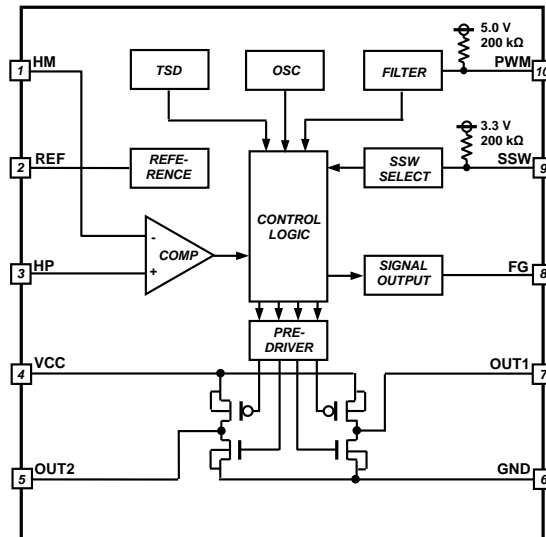 5.0 V
200 kΩ
HM
TSD
OSC
FILTER
PWM
1
10
3.3 V
200 kΩ
REF
REFE-
RENCE
SSW
SELECT
SSW
2
9
CONTROL
LOGIC
-
COMP
+
HP
SIGNAL
OUTPUT
FG
3
8
PRE-
DRIVER
VCC
OUT1
4
7
OUT2
GND
5
6